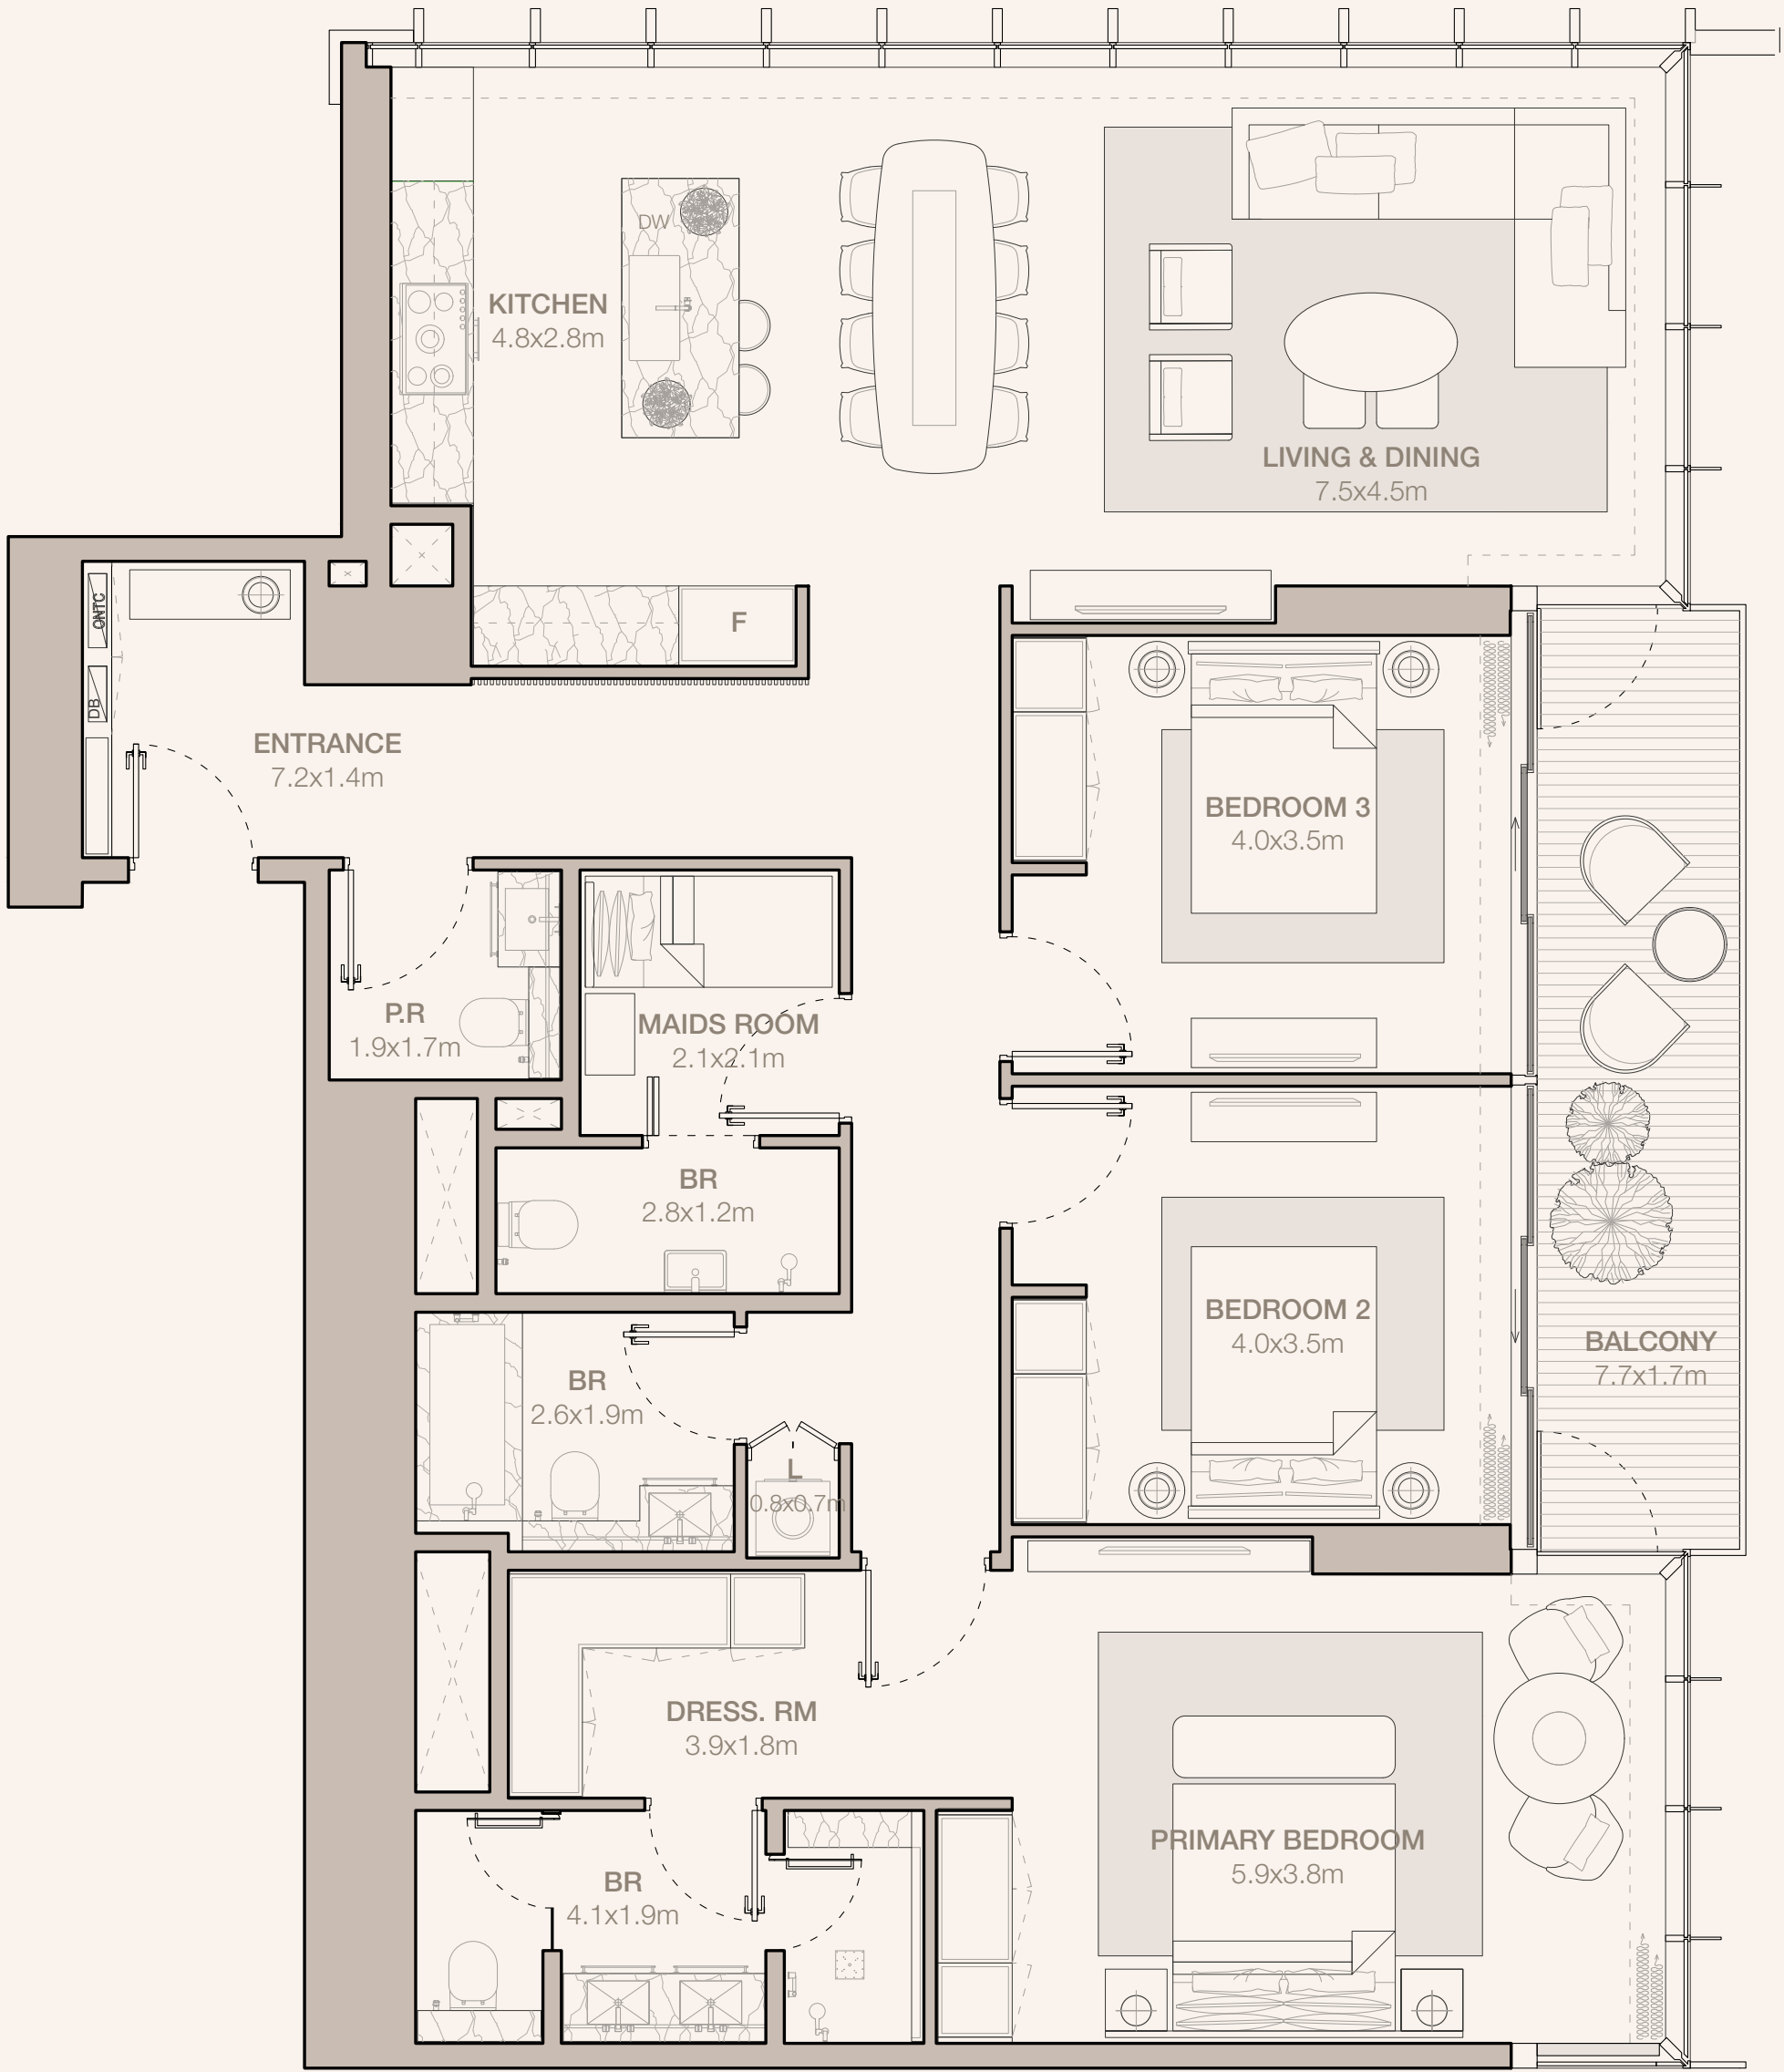 DW
KITCHEN
4.8x2.8m
LIVING & DINING
7.5x4.5m
ONTC
DB
F
ENTRANCE
7.2x1.4m
BEDROOM 3
4.0x3.5m
P.R
1.9x1.7m
MAIDS ROOM
2.1x2.1m
BR
2.8x1.2m
BEDROOM 2
4.0x3.5m
BALCONY
7.7x1.7m
BR
2.6x1.9m
L
0.8x0.7m
DRESS. RM
3.9x1.8m
PRIMARY BEDROOM
5.9x3.8m
BR
4.1x1.9m